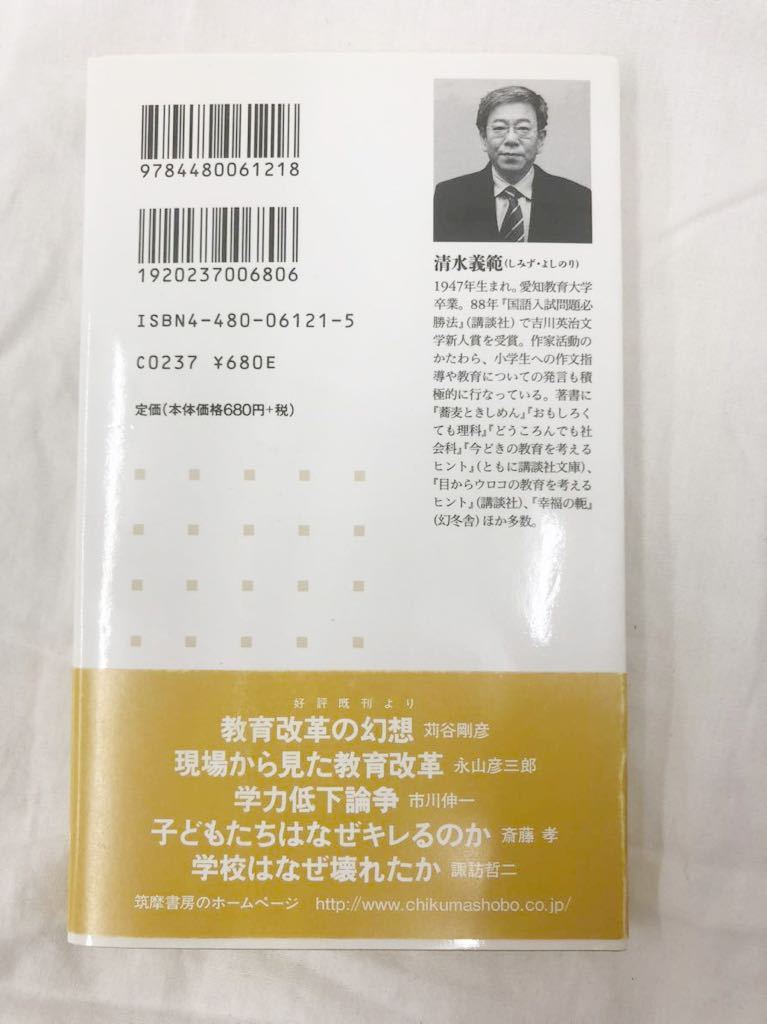 9784480061218
1920237006806
ISBN4-480-06121-5
C0237 ¥680E
定価(本体価格680円+税)
清水義範(しみず・よしのり)
1947年生まれ。愛知教育大学
卒業。88年『国語入試問題必
勝法』(講談社)で吉川英治文
学新人賞を受賞。作家活動の
かたわら、小学生への作文指
導や教育についての発言も積
極的に行なっている。著書に
『蕎麦ときしめん』『おもしろく
ても理科』『どうころんでも社
会科』『今どきの教育を考える
ヒント』(ともに講談社文庫)、
『目からウロコの教育を考える
ヒント』(講談社)、『幸福の軛』
(幻冬舎)ほか多数。
好評既刊より
教育改革の幻想 苅谷剛彦
現場から見た教育改革 永山彦三郎
学力低下論争 市川伸一
子どもたちはなぜキレるのか 斎藤 孝
学校はなぜ壊れたか 諏訪哲二
筑摩書房のホームページ http://www.chikumashobo.co.jp/